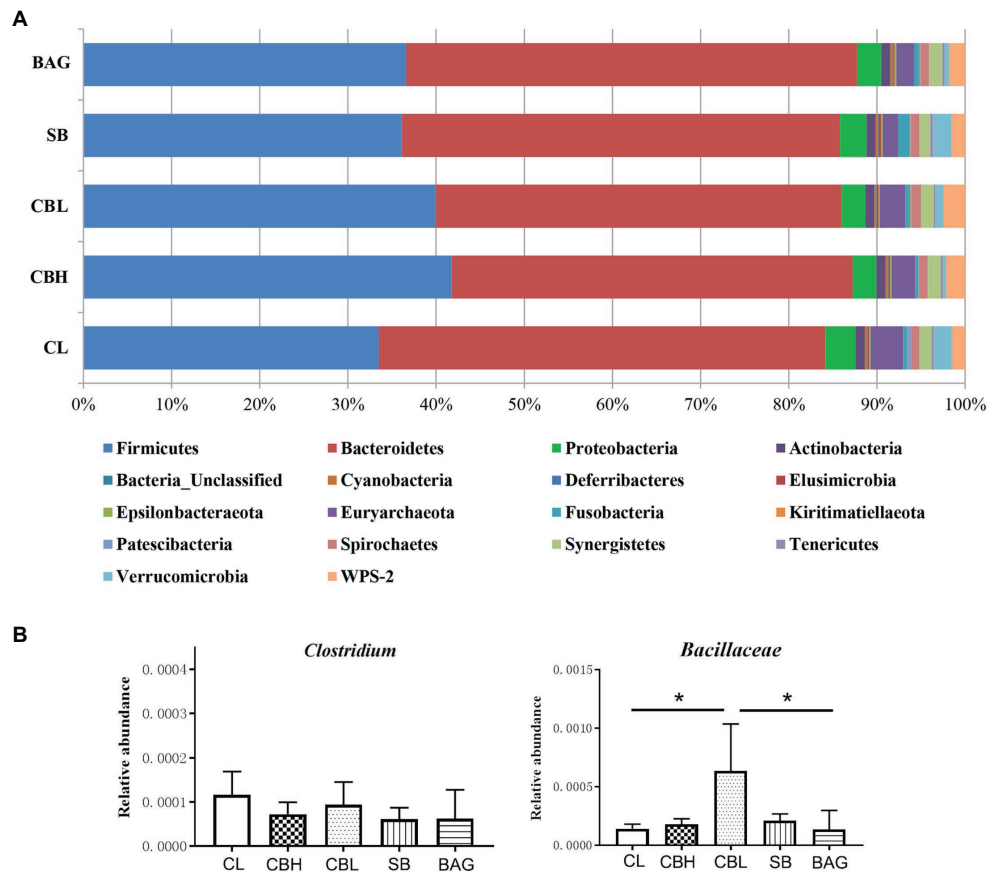 A
BAG
SB
CBL
CBH
CL
0% 10% 20% 30% 40% 50% 60% 70% 80% 90% 100%
Firmicutes Bacteroidetes Proteobacteria Actinobacteria
Bacteria_Unclassified Cyanobacteria Deferribacteres Elusimicrobia
Epsilonbacteraeota Euryarchaeota Fusobacteria Kiritimatiellaeota
Patescibacteria Spirochaetes Synergistetes Tenericutes
Verrucomicrobia WPS-2
B
Clostridium
Relative abundance
0.0004
0.0003
0.0002
0.0001
0.0000
CL CBH CBL SB BAG
Bacillaceae
Relative abundance
0.0015
0.0010
0.0005
0.0000
* *
CL CBH CBL SB BAG